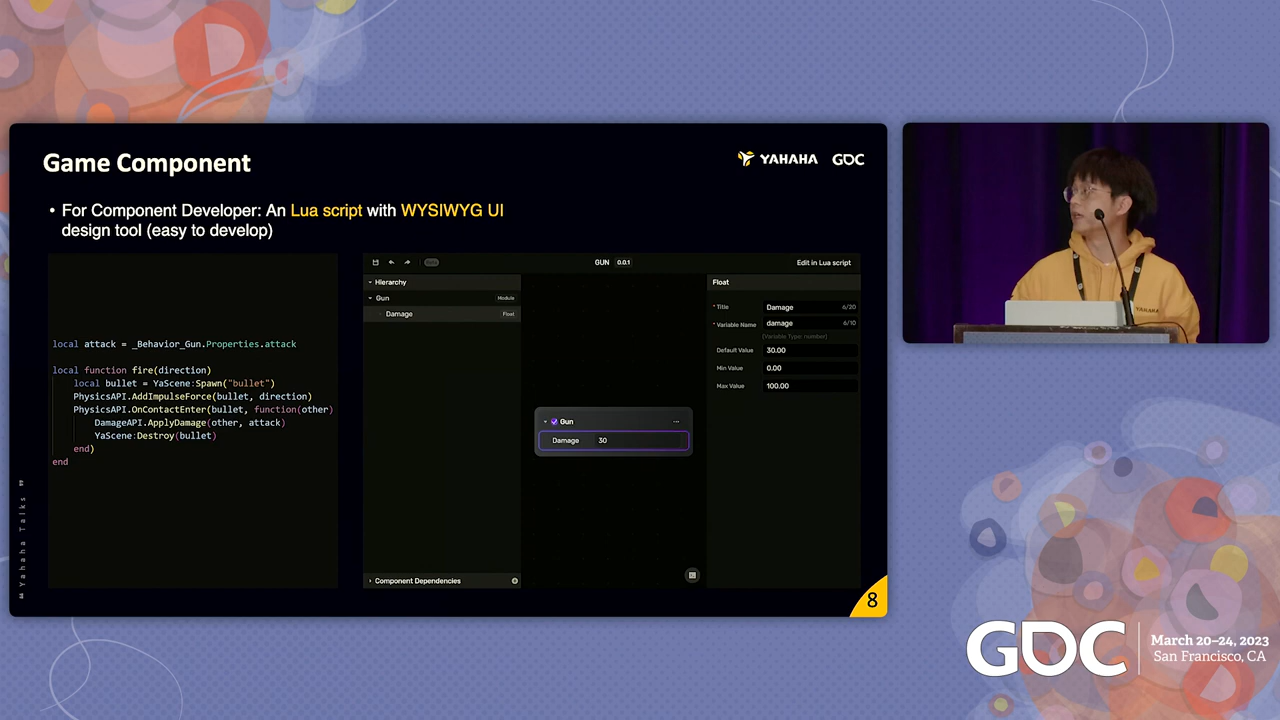 Game Component
YAHAHA GDC
• For Component Developer: An Lua script with WYSIWYG UI
design tool (easy to develop)
local attack = _Behavior_Gun.Properties.attack
local function fire(direction)
local bullet = YaScene:Spawn("bullet")
PhysicsAPI.AddImpulseForce(bullet, direction)
PhysicsAPI.OnContactEnter(bullet, function(other)
DamageAPI.ApplyDamage(other, attack)
YaScene:Destroy(bullet)
end)
end
GUN 0.0.1
Edit in Lua script
Hierarchy
Gun Module
Damage Float
Component Dependencies
Gun ...
Damage 30
Float
* Title Damage 6/20
* Variable Name damage 6/10
(Variable Type: number)
Default Value 30.00
Min Value 0.00
Max Value 100.00
Yahaha Talks
8
YAHAHA
GDC
March 20–24, 2023
San Francisco, CA